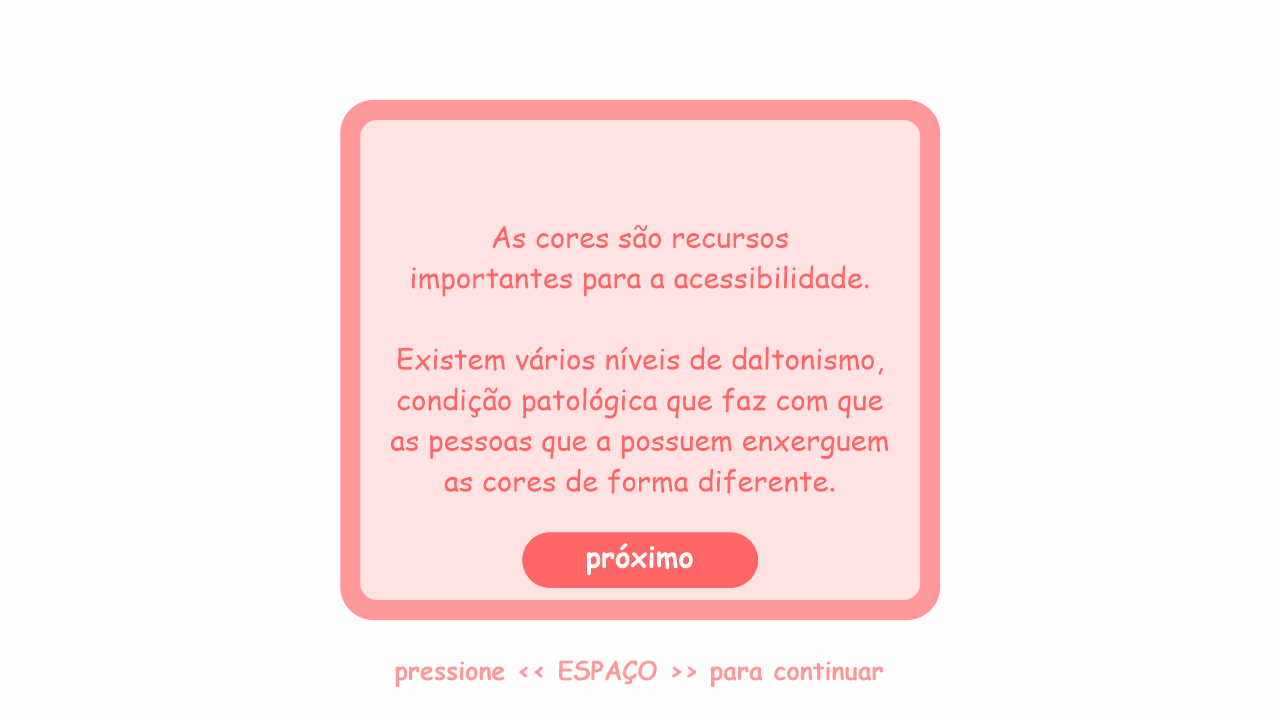 As cores são recursos
importantes para a acessibilidade.
Existem vários níveis de daltonismo,
condição patológica que faz com que
as pessoas que a possuem enxerguem
as cores de forma diferente.
próximo
pressione << ESPAÇO >> para continuar